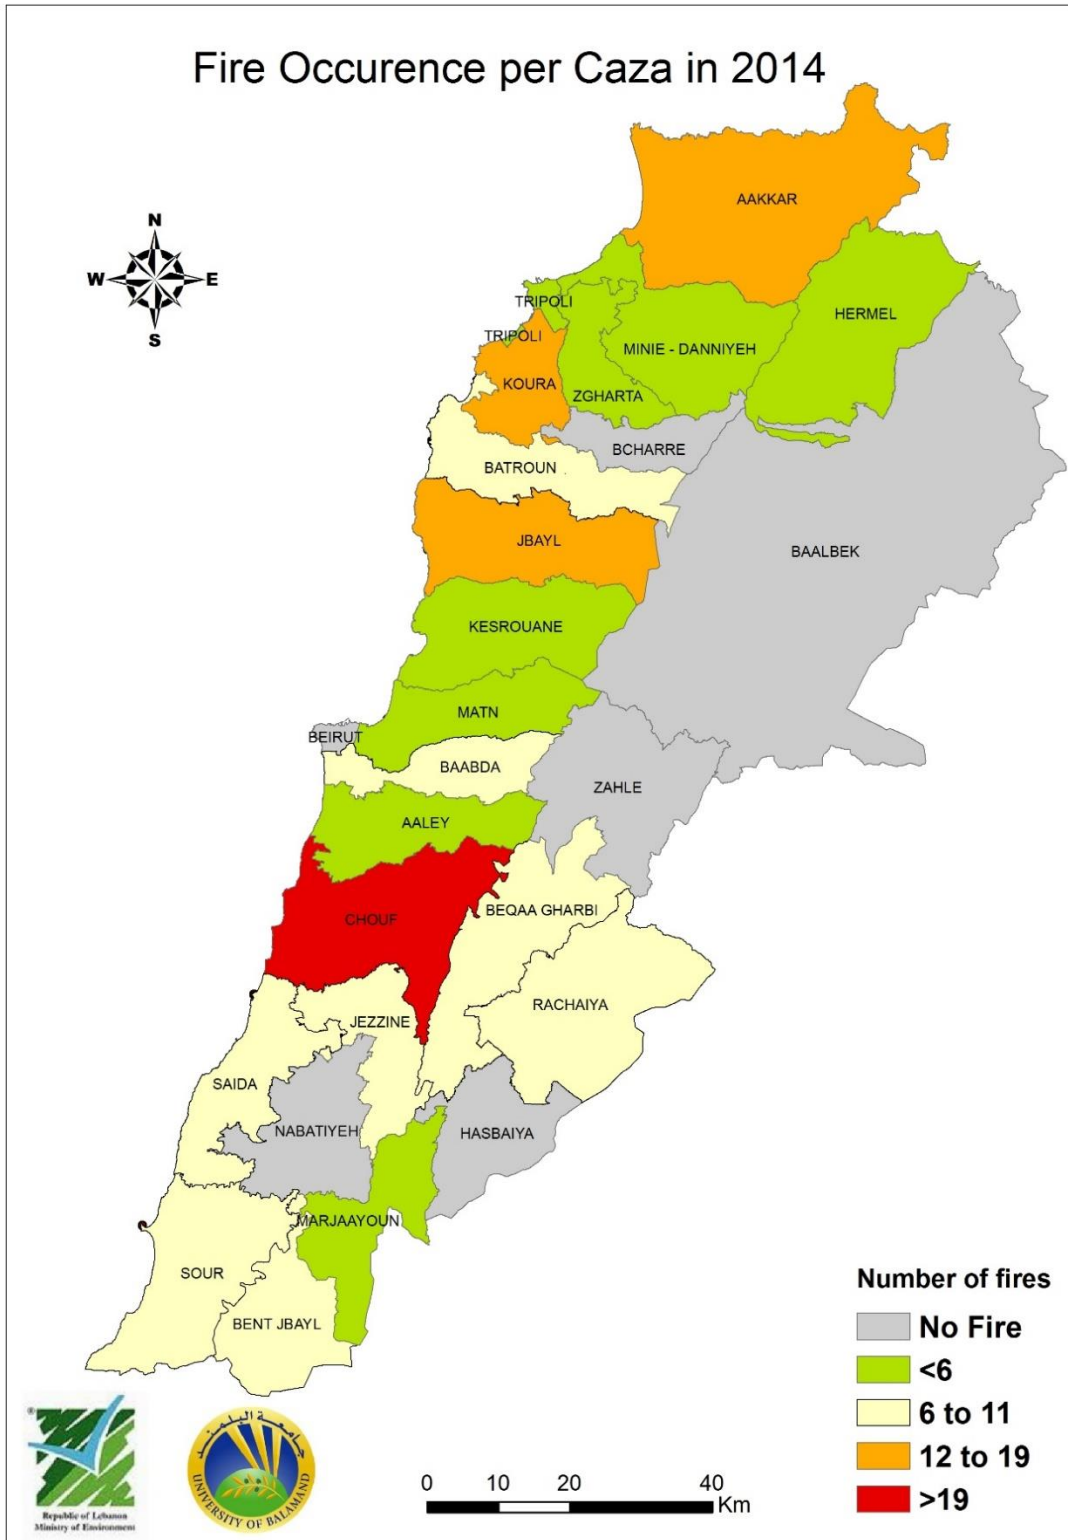 Fire Occurence per Caza in 2014
N
W E
S
AAKKAR
TRIPOLI
HERMEL
TRIPOLI
MINIE - DANNIYEH
KOURA
ZGHARTA
BCHARRE
BATROUN
JBAYL
BAALBEK
KESROUANE
MATN
BEIRUT
BAABDA
ZAHLE
AALEY
CHOUF
BEQAA GHARBI
RACHAIYA
JEZZINE
SAIDA
NABATIYEH
HASBAIYA
MARJAAYOUN
SOUR
BENT JBAYL
Number of fires
No Fire
<6
6 to 11
12 to 19
>19
®
Republic of Lebanon
Ministry of Environment
جامعة البلمند
UNIVERSITY OF BALAMAND
0 10 20 40
Km